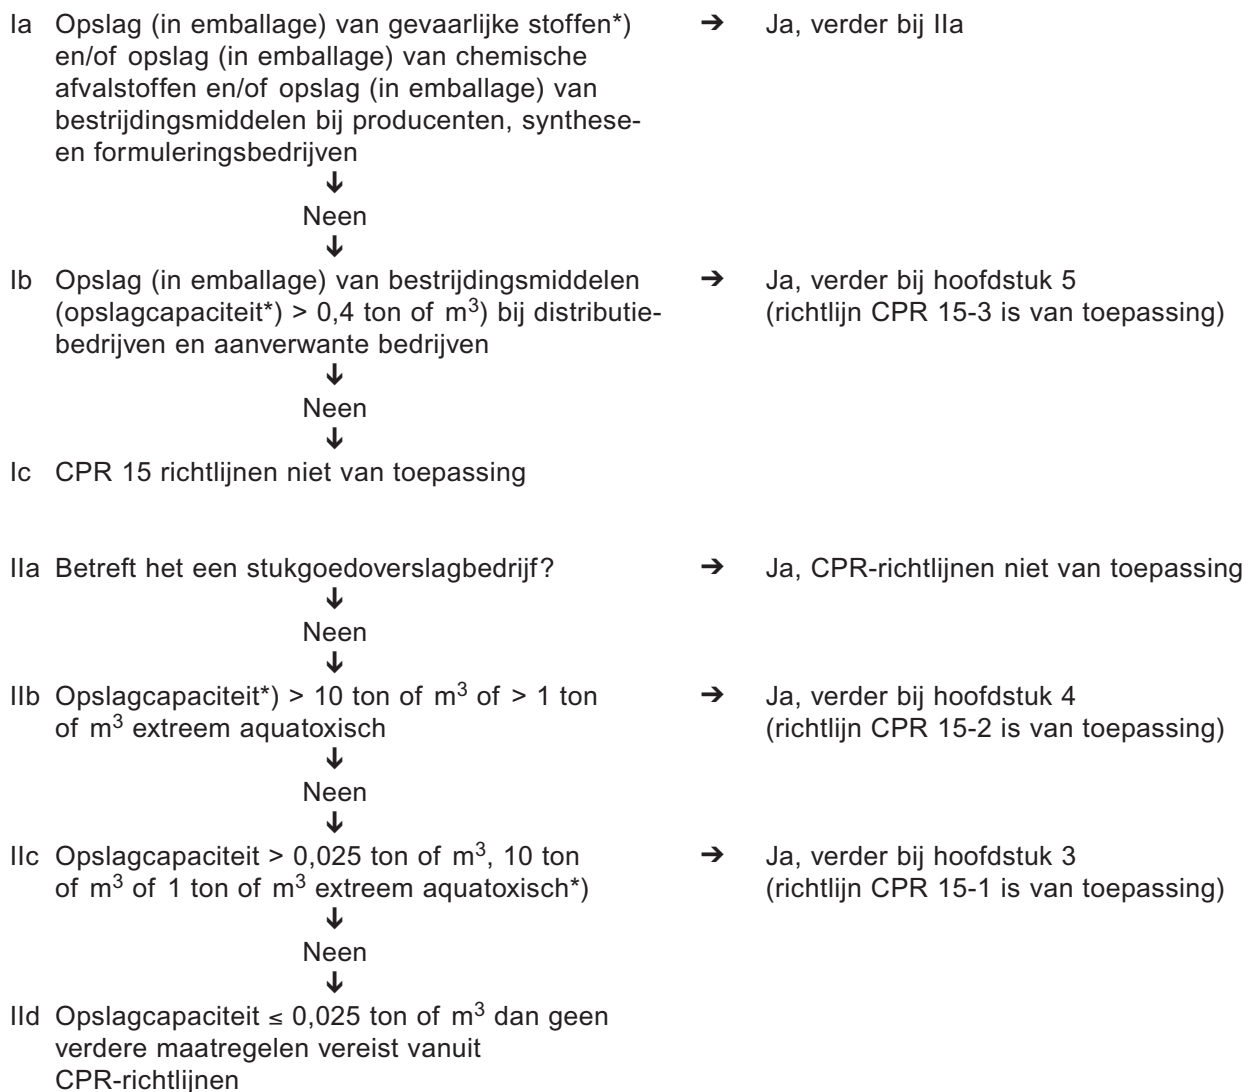 Ia Opslag (in emballage) van gevaarlijke stoffen*) ➔ Ja, verder bij IIa
en/of opslag (in emballage) van chemische
afvalstoffen en/of opslag (in emballage) van
bestrijdingsmiddelen bij producenten, synthese-
en formuleringsbedrijven
Neen
Ib Opslag (in emballage) van bestrijdingsmiddelen ➔ Ja, verder bij hoofdstuk 5
(opslagcapaciteit*) > 0,4 ton of m³) bij distributie- (richtlijn CPR 15-3 is van toepassing)
bedrijven en aanverwante bedrijven
Neen
Ic CPR 15 richtlijnen niet van toepassing
IIa Betreft het een stukgoedoverslagbedrijf? ➔ Ja, CPR-richtlijnen niet van toepassing
Neen
IIb Opslagcapaciteit*) > 10 ton of m³ of > 1 ton ➔ Ja, verder bij hoofdstuk 4
of m³ extreem aquatoxisch (richtlijn CPR 15-2 is van toepassing)
Neen
IIc Opslagcapaciteit > 0,025 ton of m³, 10 ton ➔ Ja, verder bij hoofdstuk 3
of m³ of 1 ton of m³ extreem aquatoxisch*) (richtlijn CPR 15-1 is van toepassing)
Neen
IId Opslagcapaciteit ≤ 0,025 ton of m³ dan geen
verdere maatregelen vereist vanuit
CPR-richtlijnen